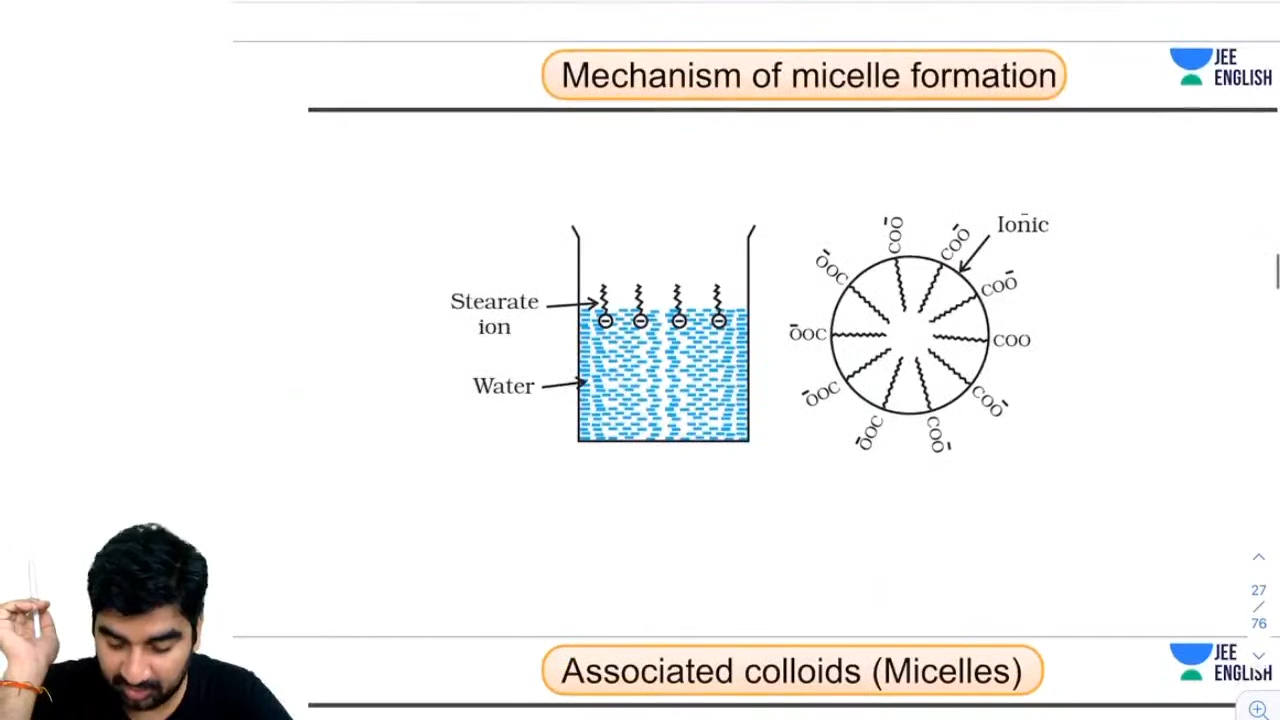 Mechanism of micelle formation
JEE
ENGLISH
Stearate
ion
Water
Ionic
COO⁻
COO⁻
COO⁻
COO
COO⁻
COO⁻
⁻OOC
⁻OOC
⁻OOC
⁻OOC
27
/
76
Associated colloids (Micelles)
JEE
ENGLISH